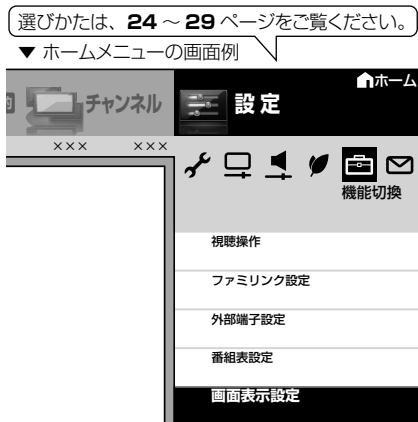 選びかたは、24～29ページをご覧ください。
▼ ホームメニューの画面例
ホーム
チャンネル
設定
××× ×××
機能切換
視聴操作
ファミリンク設定
外部端子設定
番組表設定
画面表示設定